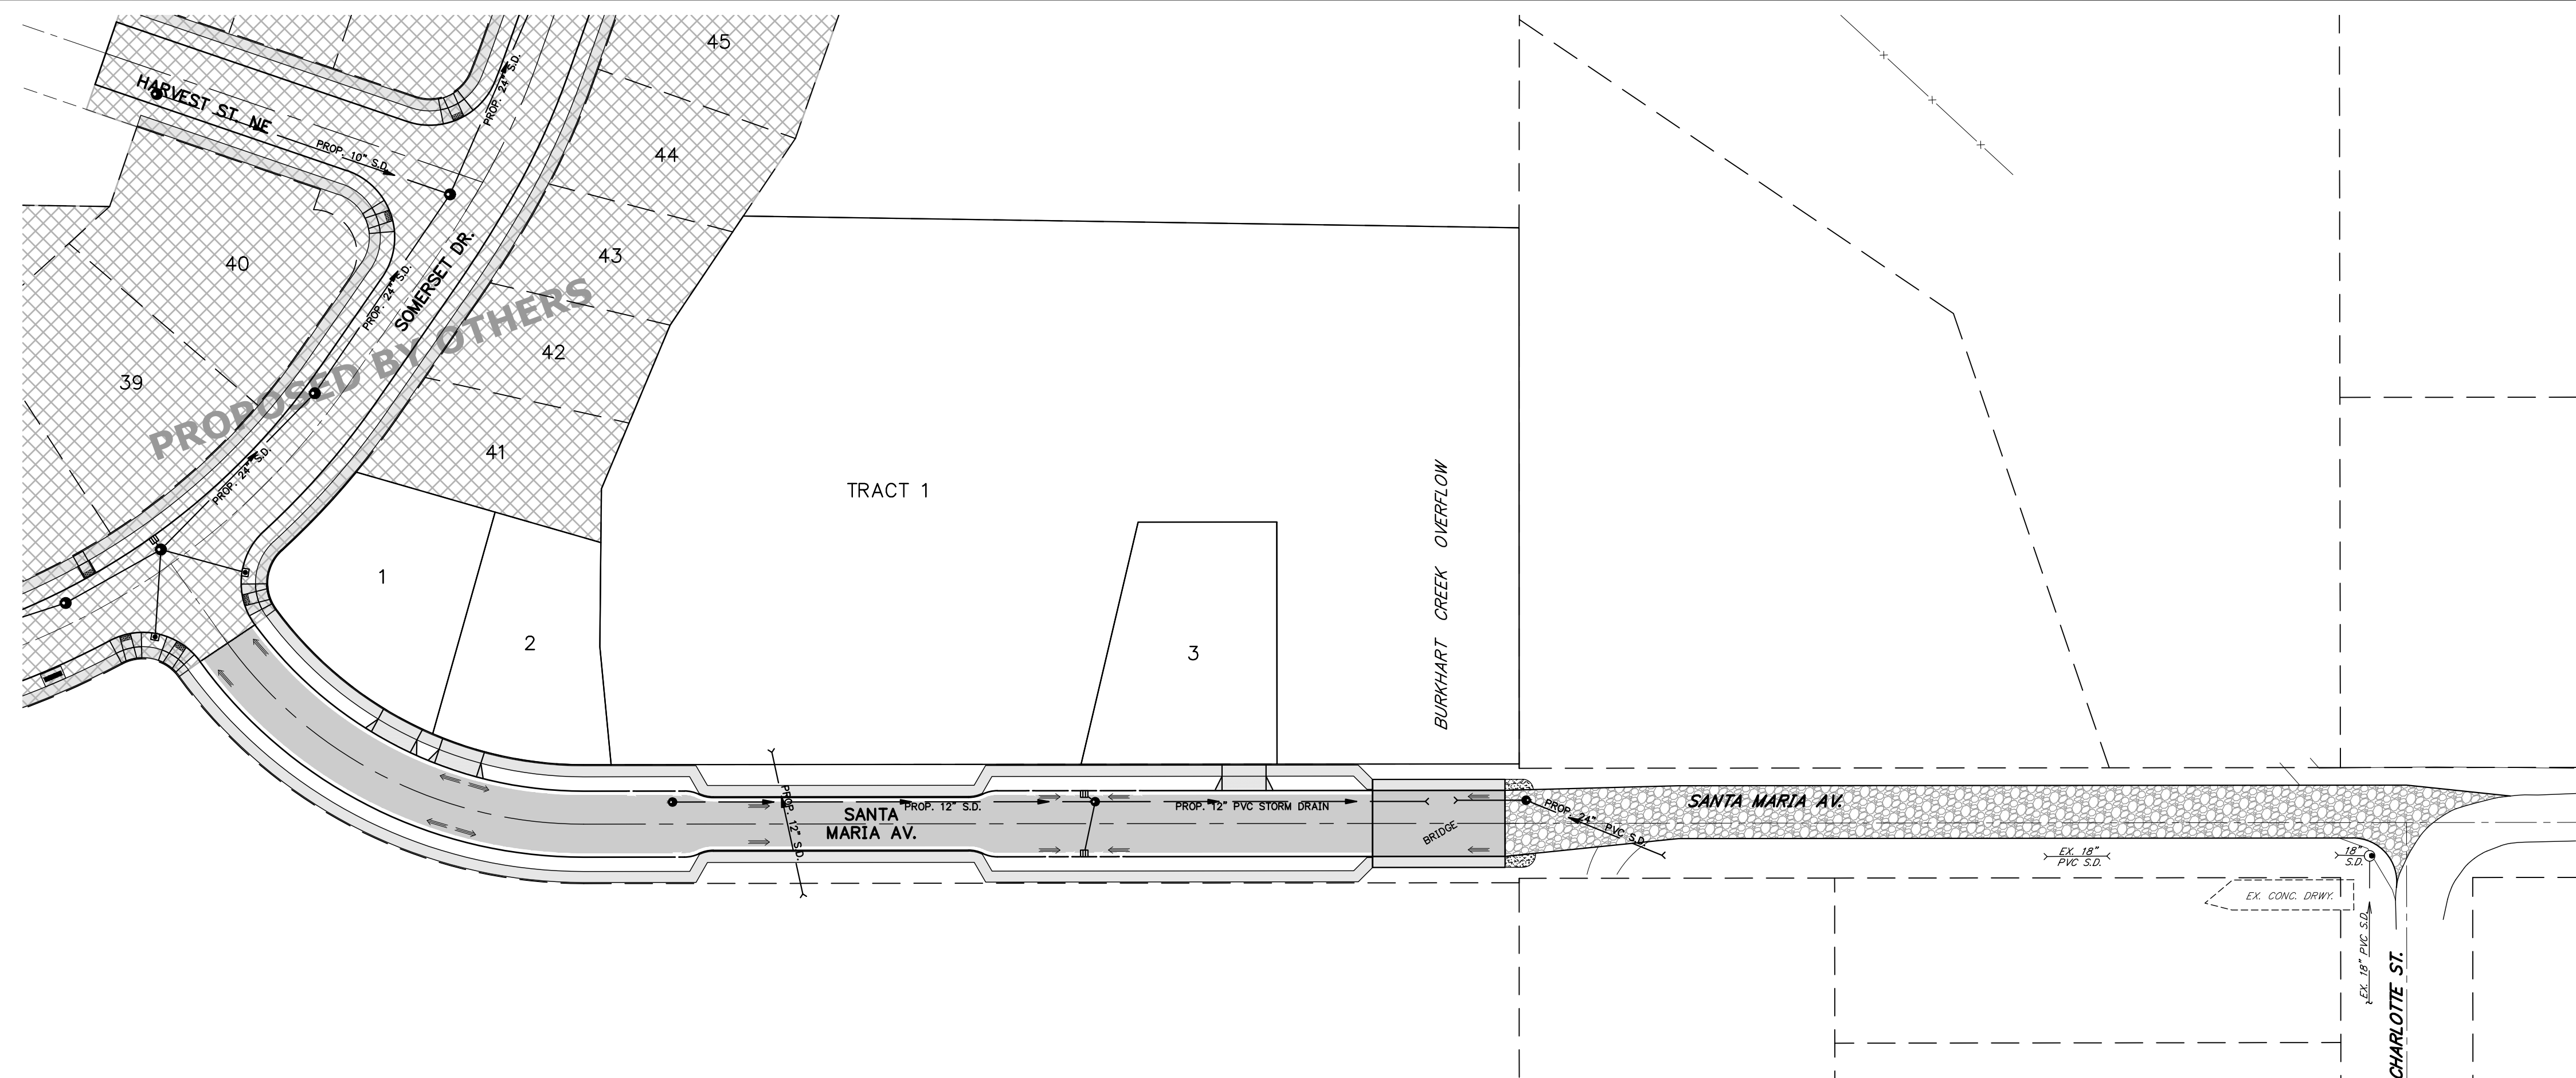 45
HARVEST ST. NE
PROP. 24" S.D.
PROP. 10" S.D.
44
40
43
SOMERSET DR.
PROP. 24" S.D.
PROPOSED BY OTHERS
42
39
41
PROP. 24" S.D.
TRACT 1
BURKHART CREEK OVERFLOW
1
2
3
PROP. 12" S.D.
SANTA
MARIA AV.
PROP. 12" S.D.
PROP. 12" PVC STORM DRAIN
BRIDGE
PROP. 24" PVC S.D.
SANTA MARIA AV.
EX. 18"
PVC S.D.
18"
S.D.
EX. CONC. DRWY.
EX. 18" PVC S.D.
CHARLOTTE ST.